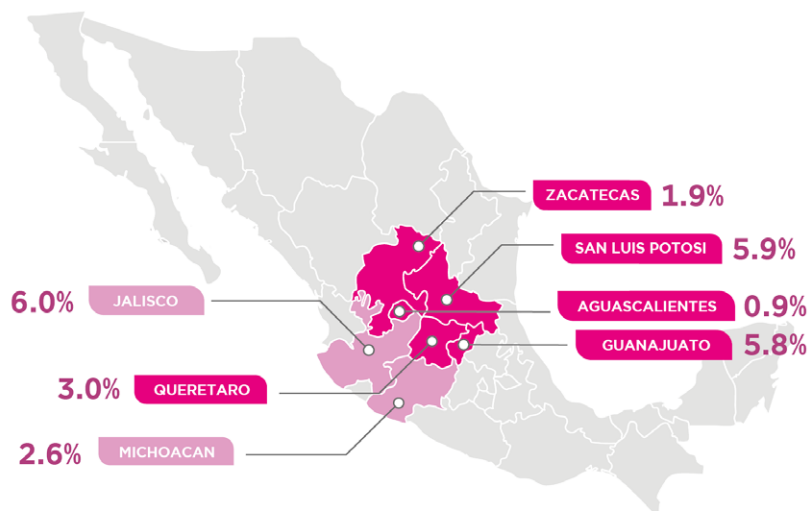 ZACATECAS 1.9%
SAN LUIS POTOSI 5.9%
6.0% JALISCO
AGUASCALIENTES 0.9%
GUANAJUATO 5.8%
3.0% QUERETARO
2.6% MICHOACAN